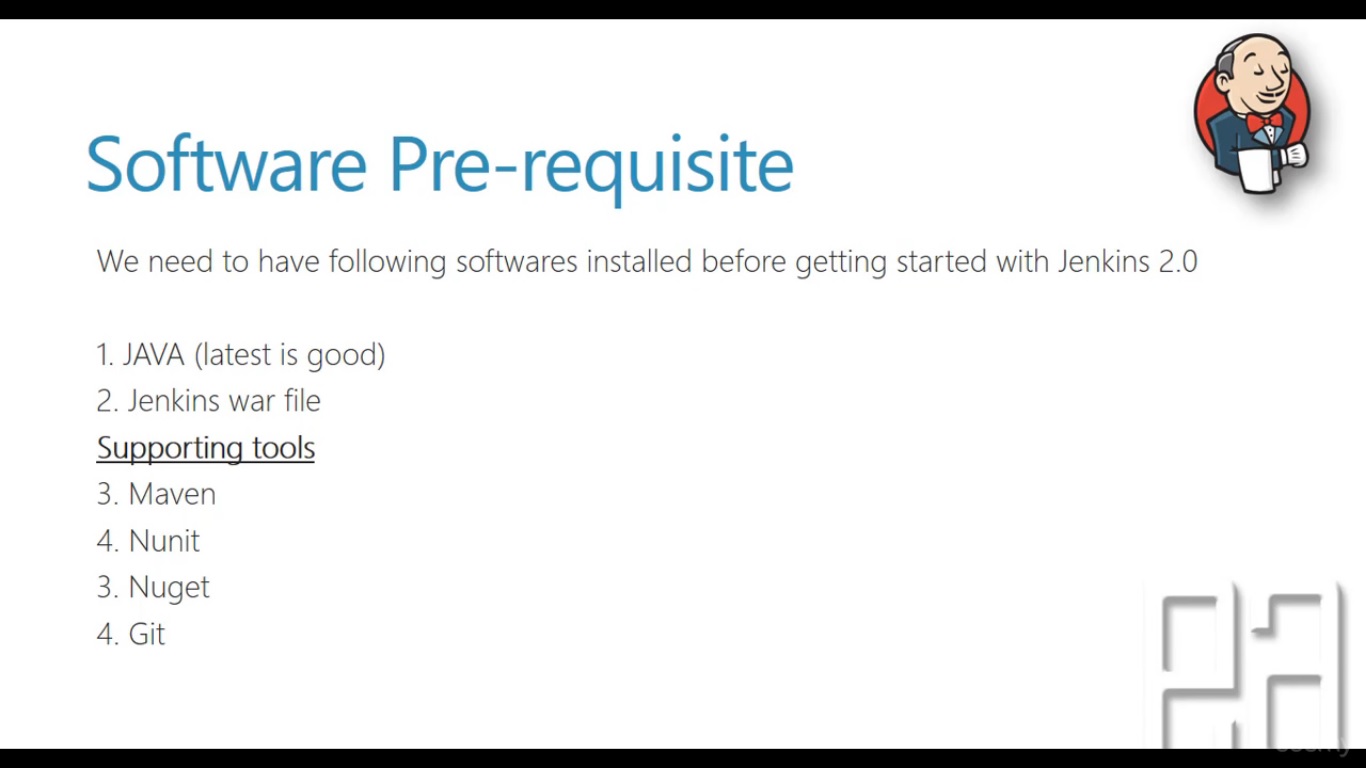 Software Pre-requisite
We need to have following softwares installed before getting started with Jenkins 2.0
1. JAVA (latest is good)
2. Jenkins war file
Supporting tools
3. Maven
4. Nunit
3. Nuget
4. Git